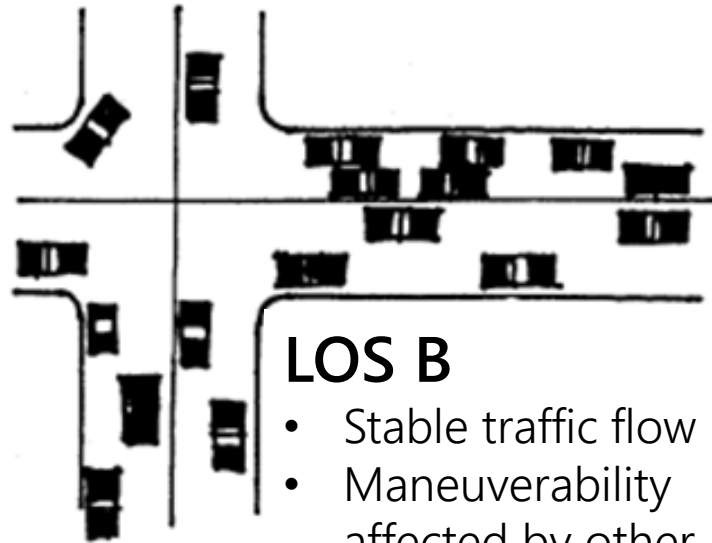 LOS B
• Stable traffic flow
• Maneuverability
affected by other